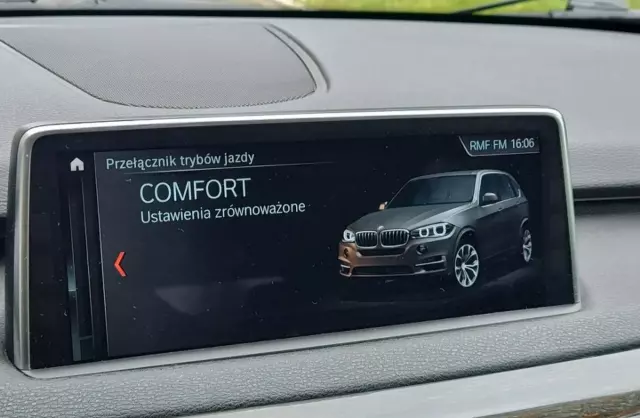 RMF FM 16:06
Przełącznik trybów jazdy
COMFORT
Ustawienia zrównoważone